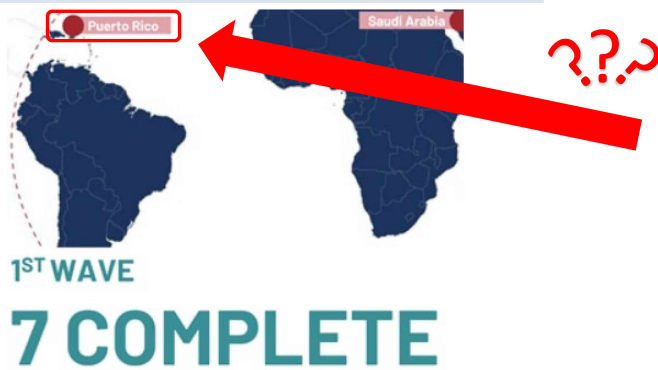 Puerto Rico
Saudi Arabia
???
1ST WAVE
7 COMPLETE